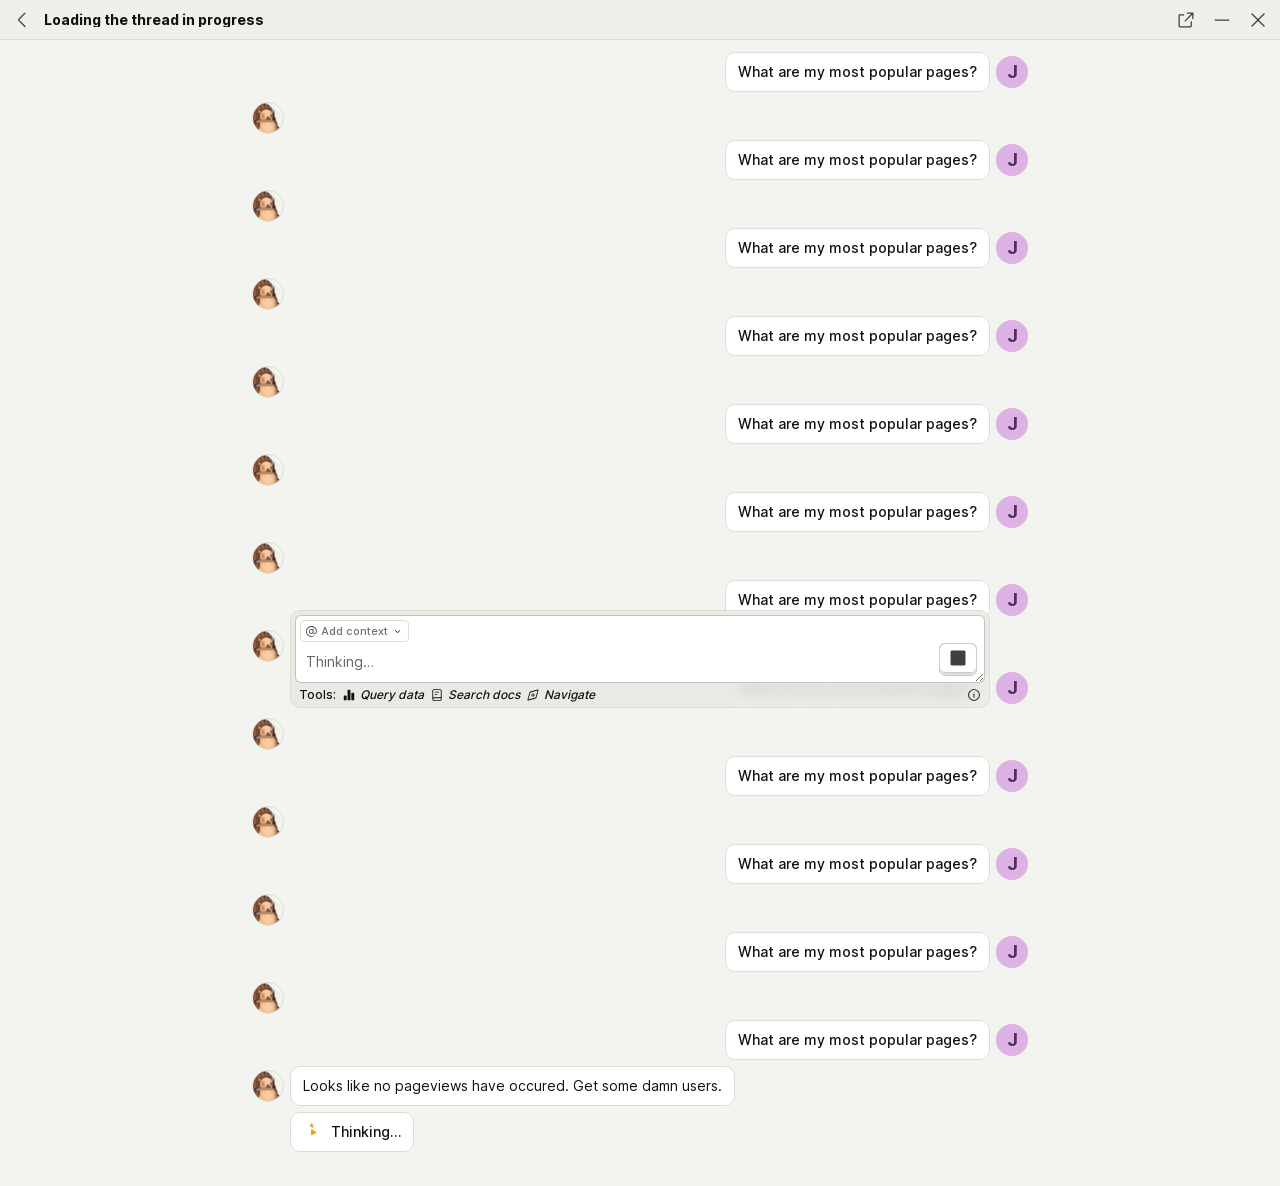 Loading the thread in progress
What are my most popular pages?
J
What are my most popular pages?
J
What are my most popular pages?
J
What are my most popular pages?
J
What are my most popular pages?
J
What are my most popular pages?
J
What are my most popular pages?
J
Add context
Thinking...
J
Tools: Query data Search docs Navigate
What are my most popular pages?
J
What are my most popular pages?
J
What are my most popular pages?
J
What are my most popular pages?
J
Looks like no pageviews have occured. Get some damn users.
Thinking...